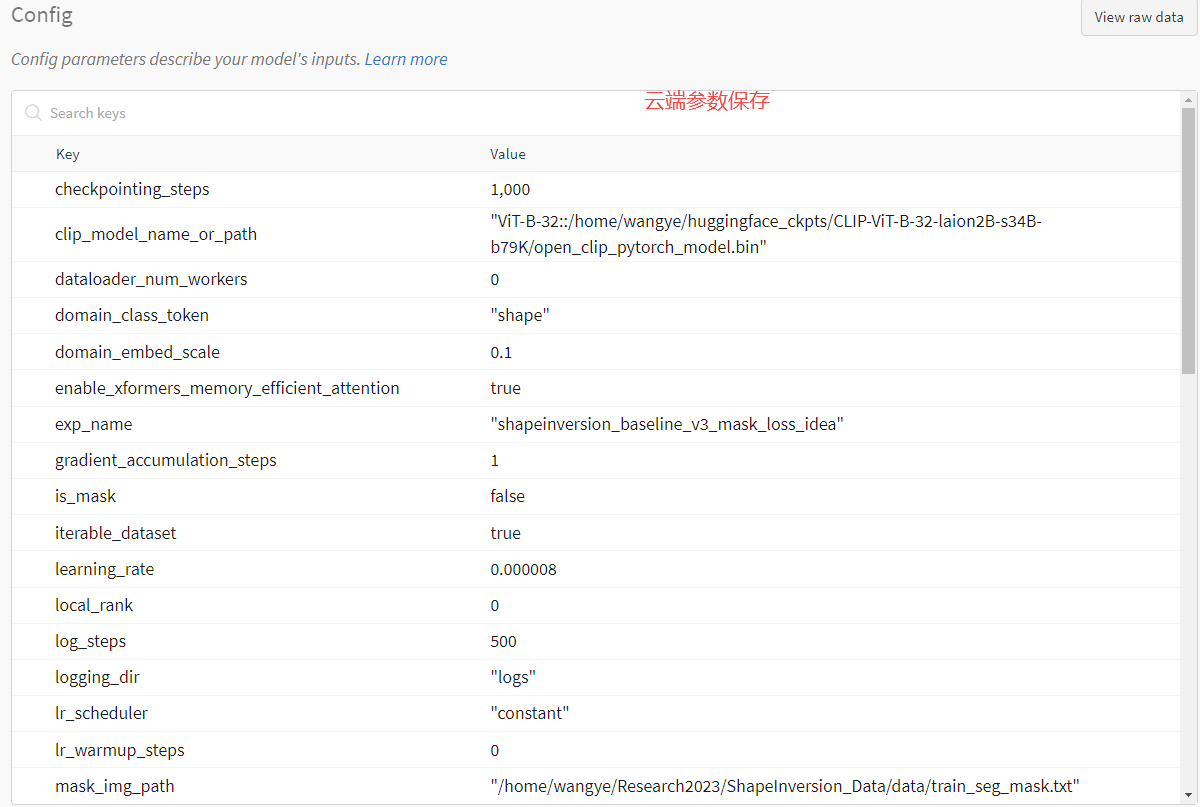 Config
View raw data
Config parameters describe your model's inputs. Learn more
云端参数保存
Search keys
Key Value
checkpointing_steps 1,000
clip_model_name_or_path "ViT-B-32::/home/wangye/huggingface_ckpts/CLIP-ViT-B-32-laion2B-s34B-
b79K/open_clip_pytorch_model.bin"
dataloader_num_workers 0
domain_class_token "shape"
domain_embed_scale 0.1
enable_xformers_memory_efficient_attention true
exp_name "shapeinversion_baseline_v3_mask_loss_idea"
gradient_accumulation_steps 1
is_mask false
iterable_dataset true
learning_rate 0.000008
local_rank 0
log_steps 500
logging_dir "logs"
lr_scheduler "constant"
lr_warmup_steps 0
mask_img_path "/home/wangye/Research2023/ShapeInversion_Data/data/train_seg_mask.txt"